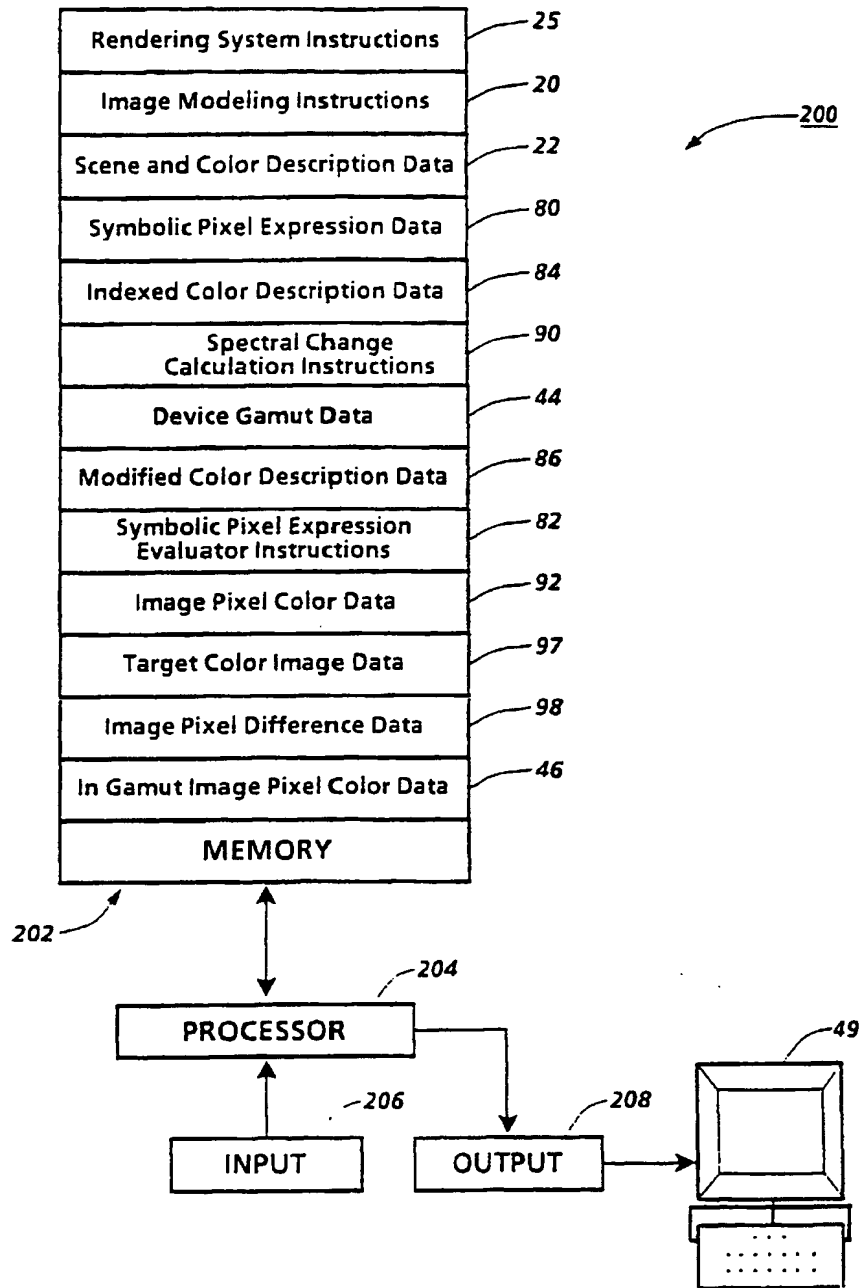 Rendering System Instructions 25
Image Modeling Instructions 20
200
Scene and Color Description Data 22
Symbolic Pixel Expression Data 80
Indexed Color Description Data 84
Spectral Change 90
Calculation Instructions
Device Gamut Data 44
Modified Color Description Data 86
Symbolic Pixel Expression 82
Evaluator Instructions
Image Pixel Color Data 92
Target Color Image Data 97
Image Pixel Difference Data 98
In Gamut Image Pixel Color Data 46
MEMORY
202
204
PROCESSOR
49
206
208
INPUT
OUTPUT